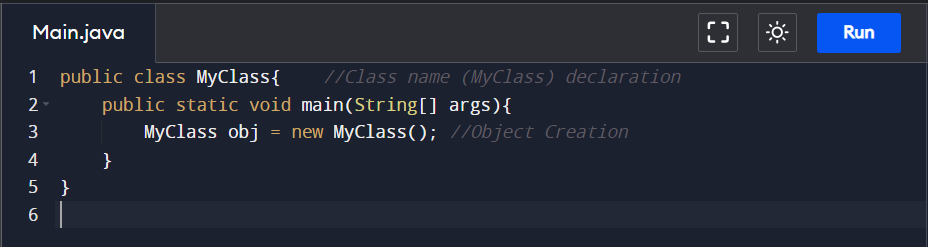 Main.java
Run
1 public class MyClass{    //Class name (MyClass) declaration
2     public static void main(String[] args){
3         MyClass obj = new MyClass(); //Object Creation
4     }
5 }
6